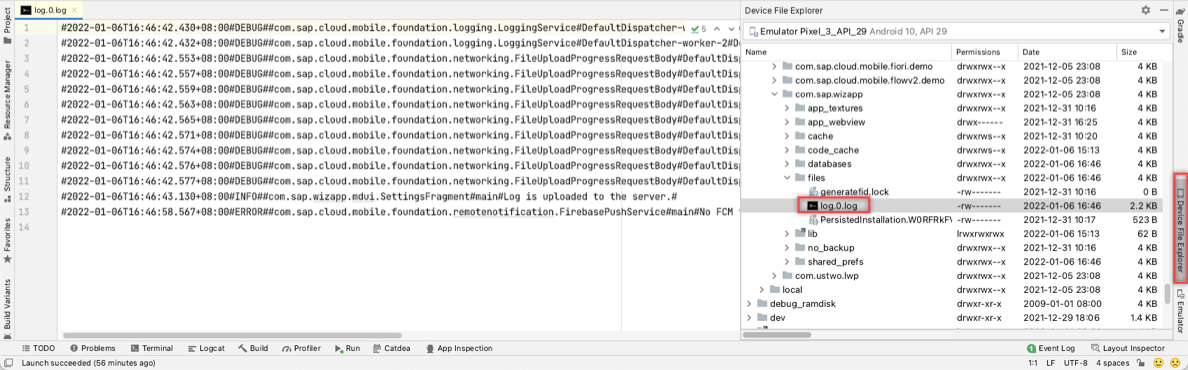 Project
Resource Manager
Structure
Favorites
Build Variants
log.0.log
5
1 #2022-01-06T16:46:42.430+08:00#DEBUG##com.sap.cloud.mobile.foundation.logging.LoggingService#DefaultDispatcher-
2 #2022-01-06T16:46:42.432+08:00#DEBUG##com.sap.cloud.mobile.foundation.logging.LoggingService#DefaultDispatcher-worker-2#De
3 #2022-01-06T16:46:42.553+08:00#DEBUG##com.sap.cloud.mobile.foundation.networking.FileUploadProgressRequestBody#DefaultDisp
4 #2022-01-06T16:46:42.557+08:00#DEBUG##com.sap.cloud.mobile.foundation.networking.FileUploadProgressRequestBody#DefaultDisp
5 #2022-01-06T16:46:42.559+08:00#DEBUG##com.sap.cloud.mobile.foundation.networking.FileUploadProgressRequestBody#DefaultDisp
6 #2022-01-06T16:46:42.563+08:00#DEBUG##com.sap.cloud.mobile.foundation.networking.FileUploadProgressRequestBody#DefaultDisp
7 #2022-01-06T16:46:42.565+08:00#DEBUG##com.sap.cloud.mobile.foundation.networking.FileUploadProgressRequestBody#DefaultDisp
8 #2022-01-06T16:46:42.571+08:00#DEBUG##com.sap.cloud.mobile.foundation.networking.FileUploadProgressRequestBody#DefaultDisp
9 #2022-01-06T16:46:42.574+08:00#DEBUG##com.sap.cloud.mobile.foundation.networking.FileUploadProgressRequestBody#DefaultDisp
10 #2022-01-06T16:46:42.576+08:00#DEBUG##com.sap.cloud.mobile.foundation.networking.FileUploadProgressRequestBody#DefaultDisp
11 #2022-01-06T16:46:42.577+08:00#DEBUG##com.sap.cloud.mobile.foundation.networking.FileUploadProgressRequestBody#DefaultDisp
12 #2022-01-06T16:46:43.130+08:00#INFO##com.sap.wizapp.mdui.SettingsFragment#main#Log is uploaded to the server.#
13 #2022-01-06T16:46:58.567+08:00#ERROR##com.sap.cloud.mobile.foundation.remotenotification.FirebasePushService#main#No FCM
14
Device File Explorer
Emulator Pixel_3_API_29 Android 10, API 29
Name Permissions Date Size
com.sap.cloud.mobile.fiori.demo drwxrwx--x 2021-12-05 23:08 4 KB
com.sap.cloud.mobile.flowv2.demo drwxrwx--x 2021-12-05 23:08 4 KB
com.sap.wizapp drwxrwx--x 2021-12-05 23:08 4 KB
app_textures drwxrwx--x 2021-12-31 10:16 4 KB
app_webview drwx------ 2021-12-31 16:25 4 KB
cache drwxrws--x 2021-12-31 10:20 4 KB
code_cache drwxrws--x 2022-01-06 15:13 4 KB
databases drwxrwx--x 2022-01-06 16:46 4 KB
files drwxrwx--x 2022-01-06 16:46 4 KB
generatefid.lock -rw------- 2021-12-31 10:16 0 B
log.0.log -rw------- 2022-01-06 16:46 2.2 KB
PersistedInstallation.W0RFRkF -rw------- 2021-12-31 10:17 523 B
lib lrwxrwxrwx 2022-01-06 15:13 62 B
no_backup drwxrwx--x 2021-12-31 10:16 4 KB
shared_prefs drwxrwx--x 2022-01-06 16:46 4 KB
com.ustwo.lwp drwxrwx--x 2021-12-05 23:08 4 KB
local drwxrwx--x 2021-12-05 23:08 4 KB
debug_ramdisk drwxr-xr-x 2009-01-01 08:00 4 KB
dev drwxr-xr-x 2021-12-29 18:06 1.4 KB
Gradle
Device File Explorer
Emulator
TODO Problems Terminal Logcat Build Profiler Run Catdea App Inspection 1 Event Log Layout Inspector
Launch succeeded (56 minutes ago) 1:1 LF UTF-8 4 spaces